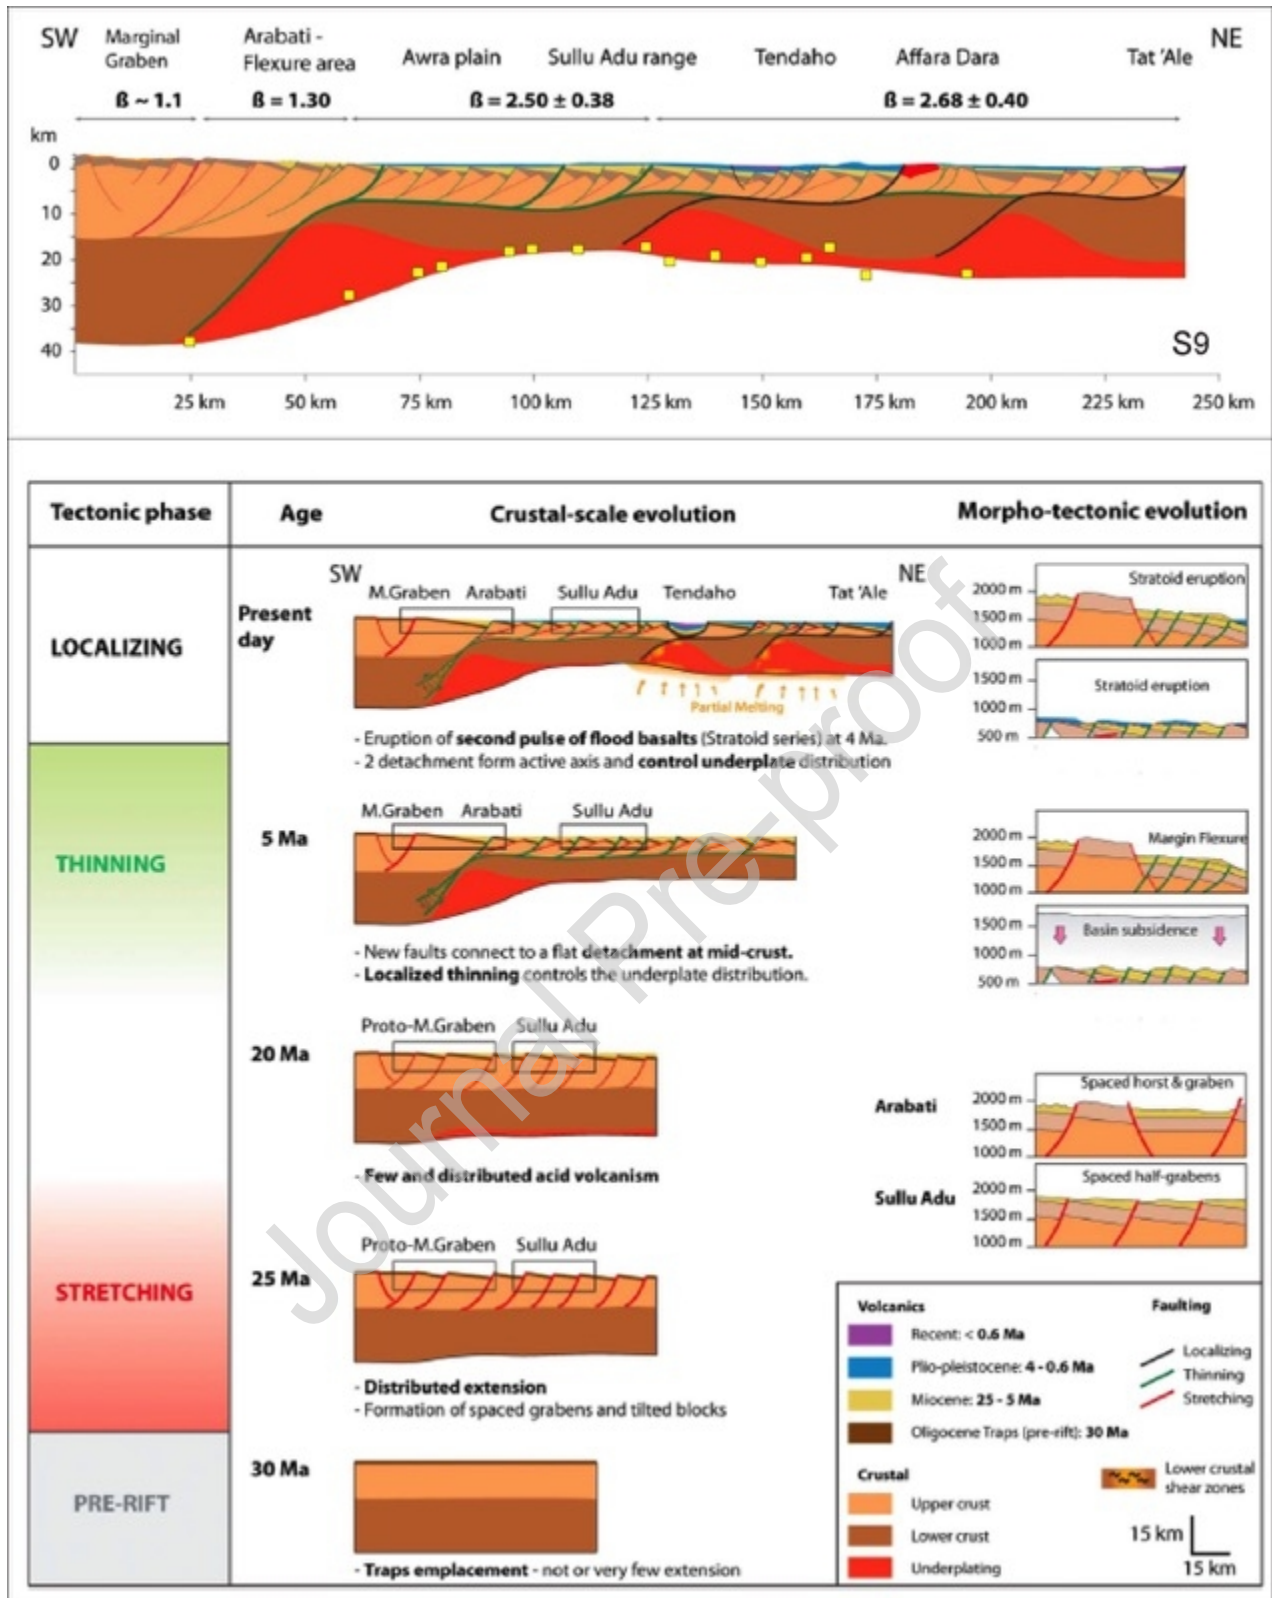 SW
Marginal Graben
Arabati - Flexure area
Awra plain
Sullu Adu range
Tendaho
Affara Dara
Tat 'Ale
NE
ß ~ 1.1
ß = 1.30
ß = 2.50 ± 0.38
ß = 2.68 ± 0.40
km
0
10
20
30
40
S9
25 km
50 km
75 km
100 km
125 km
150 km
175 km
200 km
225 km
250 km
Tectonic phase
Age
Crustal-scale evolution
Morpho-tectonic evolution
LOCALIZING
Present day
SW
NE
M.Graben
Arabati
Sullu Adu
Tendaho
Tat 'Ale
Partial Melting
- Eruption of second pulse of flood basalts (Stratoid series) at 4 Ma.
- 2 detachment form active axis and control underplate distribution
2000 m
1500 m
1000 m
Stratoid eruption
1500 m
1000 m
500 m
Stratoid eruption
THINNING
5 Ma
M.Graben
Arabati
Sullu Adu
- New faults connect to a flat detachment at mid-crust.
- Localized thinning controls the underplate distribution.
2000 m
1500 m
1000 m
Margin Flexure
1500 m
1000 m
500 m
Basin subsidence
20 Ma
Proto-M.Graben
Sullu Adu
- Few and distributed acid volcanism
Arabati
2000 m
1500 m
1000 m
Spaced horst & graben
Sullu Adu
2000 m
1500 m
1000 m
Spaced half-grabens
STRETCHING
25 Ma
Proto-M.Graben
Sullu Adu
- Distributed extension
- Formation of spaced grabens and tilted blocks
PRE-RIFT
30 Ma
- Traps emplacement - not or very few extension
Volcanics
Recent: < 0.6 Ma
Plio-pleistocene: 4 - 0.6 Ma
Miocene: 25 - 5 Ma
Oligocene Traps (pre-rift): 30 Ma
Faulting
Localizing
Thinning
Stretching
Crustal
Upper crust
Lower crust
Underplating
Lower crustal shear zones
15 km
15 km
Journal Pre-proof